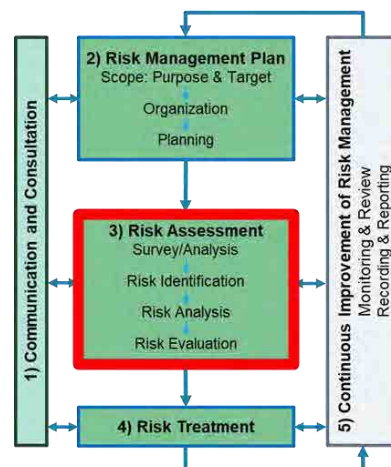 1) Communication and Consultation
2) Risk Management Plan
Scope: Purpose & Target
Organization
Planning
3) Risk Assessment
Survey/Analysis
Risk Identification
Risk Analysis
Risk Evaluation
4) Risk Treatment
5) Continuous Improvement of Risk Management
Monitoring & Review
Recording & Reporting